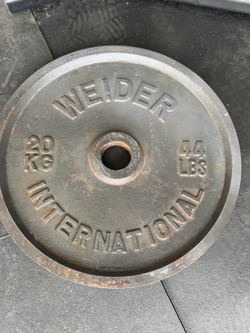 WEIDER
20
KG
44
LBS
INTERNATIONAL